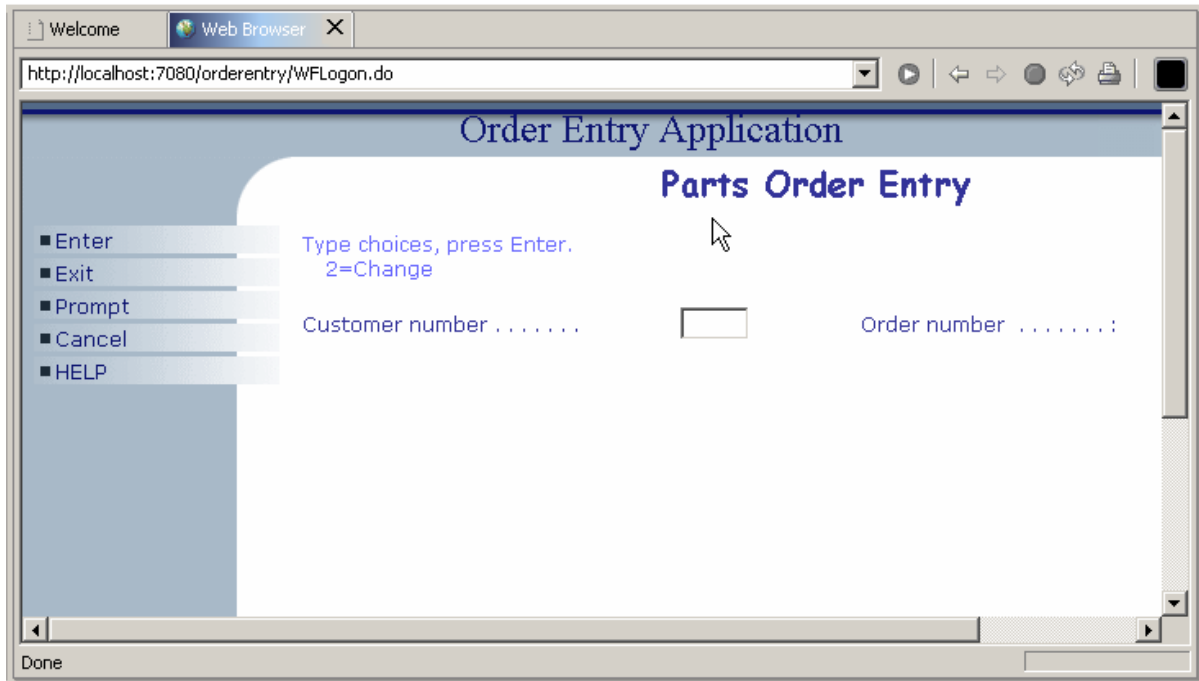 Welcome Web Browser
http://localhost:7080/orderentry/WFLogon.do
Order Entry Application
Parts Order Entry
Enter
Exit
Prompt
Cancel
HELP
Type choices, press Enter.
2=Change
Customer number . . . . . . . Order number . . . . . . . :
Done